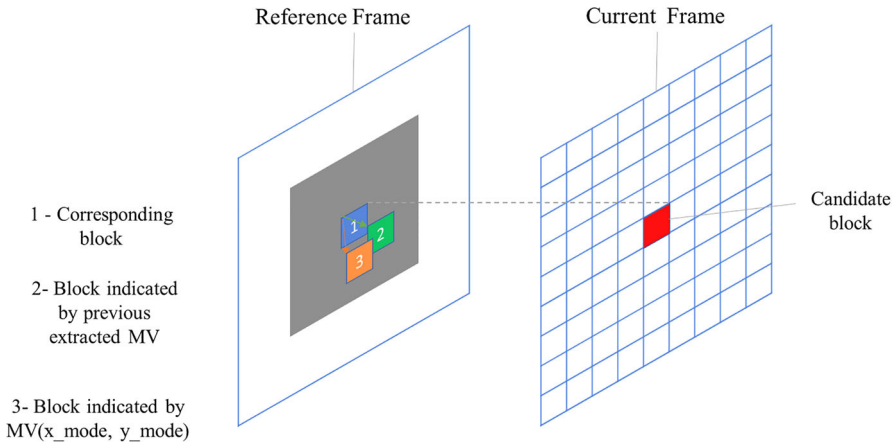 Reference Frame
Current Frame
1 - Corresponding
block
2- Block indicated
by previous
extracted MV
3- Block indicated by
MV(x_mode, y_mode)
1
2
3
Candidate
block